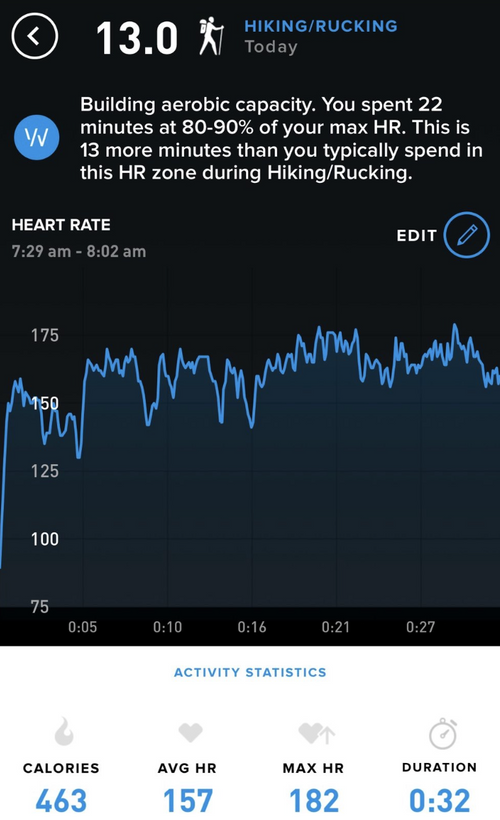 13.0
HIKING/RUCKING
Today
Building aerobic capacity. You spent 22
minutes at 80-90% of your max HR. This is
13 more minutes than you typically spend in
this HR zone during Hiking/Rucking.
HEART RATE
7:29 am - 8:02 am
EDIT
175
150
125
100
75
0:05 0:10 0:16 0:21 0:27
ACTIVITY STATISTICS
CALORIES AVG HR MAX HR DURATION
463 157 182 0:32